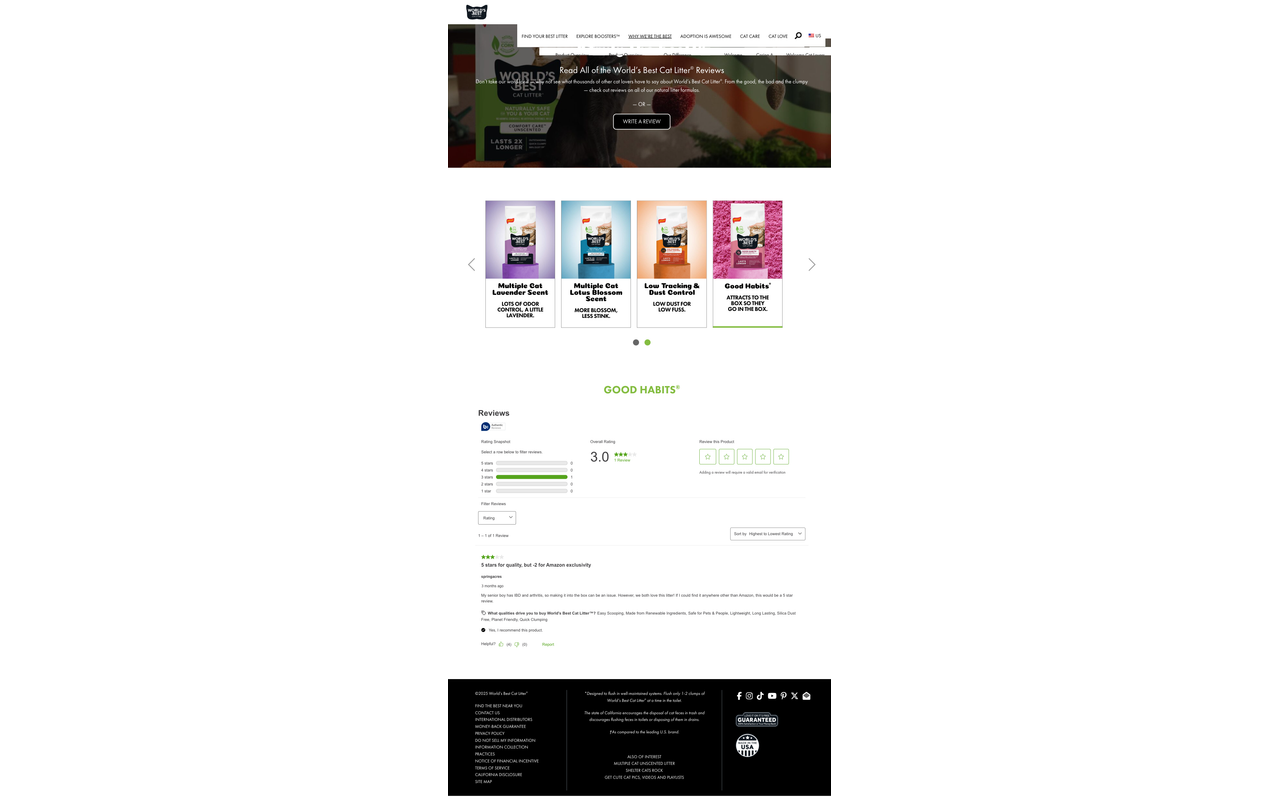 WORLD'S BEST
FIND YOUR BEST LITTER EXPLORE BOOSTERS™ WHY WE'RE THE BEST ADOPTION IS AWESOME CAT CARE CAT LOVE US
Read All of the World's Best Cat Litter® Reviews
Don't take our word for it — why not see what thousands of other cat lovers have to say about World's Best Cat Litter®. From the good, the bad and the clumpy
— check out reviews on all of our natural litter formulas.
— OR —
WRITE A REVIEW
WORLD'S
BEST
CAT LITTER
NATURALLY SAFE
YOU & YOUR CAT
COMFORT CARE
UNSCENTED
LASTS 2X
LONGER
Multiple Cat
Lavender Scent
LOTS OF ODOR
CONTROL, A LITTLE
LAVENDER.
Multiple Cat
Lotus Blossom
Scent
MORE BLOSSOM,
LESS STINK.
Low Tracking &
Dust Control
LOW DUST FOR
LOW FUSS.
Good Habits®
ATTRACTS TO THE
BOX SO THEY
GO IN THE BOX.
GOOD HABITS®
Reviews
Rating Snapshot
Select a row below to filter reviews.
5 stars 0
4 stars 0
3 stars 1
2 stars 0
1 star 0
Overall Rating
3.0
1 Review
Review this Product
Adding a review will require a valid email for verification
Filter Reviews
Rating
1 – 1 of 1 Review
Sort by Highest to Lowest Rating
5 stars for quality, but -2 for Amazon exclusivity
springacres
3 months ago
My senior boy has IBD and arthritis, so making it into the box can be an issue. However, we both love this litter! If I could find it anywhere other than Amazon, this would be a 5 star
review.
What qualities drive you to buy World's Best Cat Litter™? Easy Scooping, Made from Renewable Ingredients, Safe for Pets & People, Lightweight, Long Lasting, Silica Dust
Free, Planet Friendly, Quick Clumping
Yes, I recommend this product.
Helpful? Report
©2025 World's Best Cat Litter®
FIND THE BEST NEAR YOU
CONTACT US
INTERNATIONAL DISTRIBUTORS
MONEY BACK GUARANTEE
PRIVACY POLICY
DO NOT SELL MY INFORMATION
INFORMATION COLLECTION
PRACTICES
NOTICE OF FINANCIAL INCENTIVE
TERMS OF SERVICE
CALIFORNIA DISCLOSURE
SITE MAP
*Designed to flush in well-maintained systems. Flush only 1-2 clumps of
World's Best Cat Litter® at a time in the toilet.
The state of California encourages the disposal of cat feces in trash and
discourages flushing feces in toilets or disposing of them in drains.
‡As compared to the leading U.S. brand.
ALSO OF INTEREST
MULTIPLE CAT UNSCENTED LITTER
SHELTER CATS ROCK
GET CUTE CAT PICS, VIDEOS AND PLAYLISTS
GUARANTEED
USA